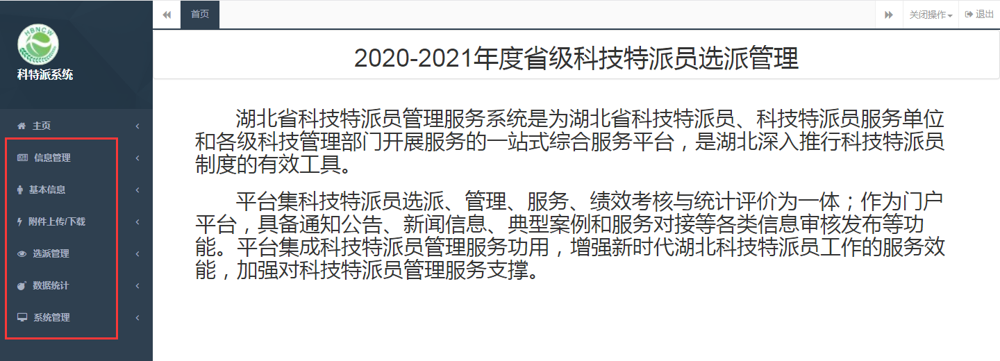 首页
关闭操作
退出
HBNCW
科特派系统
主页
信息管理
基本信息
附件上传/下载
选派管理
数据统计
系统管理
2020-2021年度省级科技特派员选派管理
湖北省科技特派员管理服务系统是为湖北省科技特派员、科技特派员服务单位
和各级科技管理部门开展服务的一站式综合服务平台，是湖北深入推行科技特派员
制度的有效工具。
平台集科技特派员选派、管理、服务、绩效考核与统计评价为一体；作为门户
平台，具备通知公告、新闻信息、典型案例和服务对接等各类信息审核发布等功
能。平台集成科技特派员管理服务功用，增强新时代湖北科技特派员工作的服务效
能，加强对科技特派员管理服务支撑。